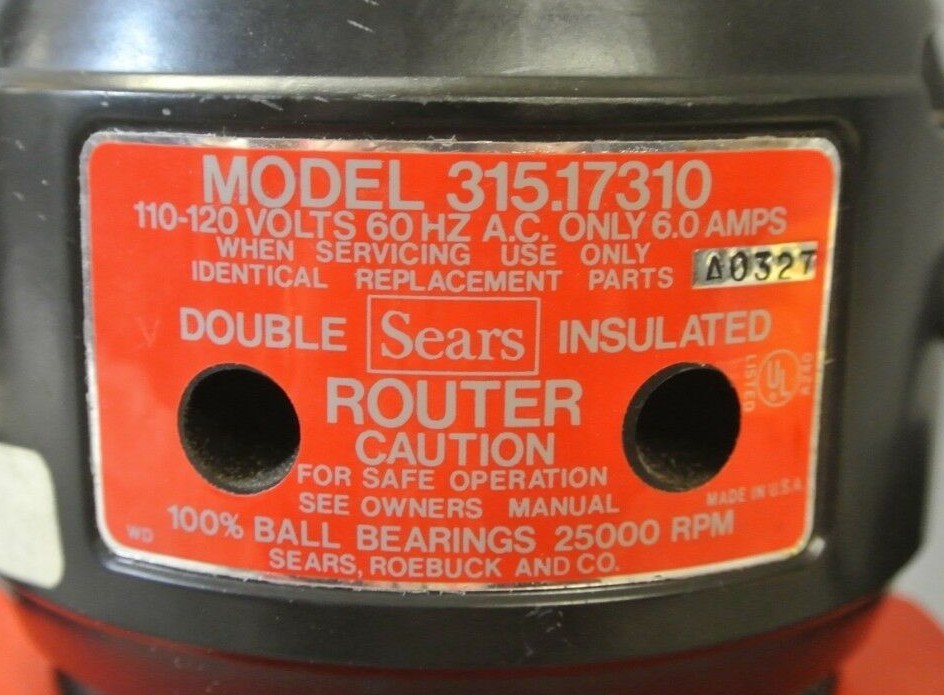 MODEL 315.17310
110-120 VOLTS 60 HZ A.C. ONLY 6.0 AMPS
WHEN SERVICING USE ONLY
IDENTICAL REPLACEMENT PARTS A0327
DOUBLE Sears INSULATED
ROUTER
UL
LISTED
CAUTION
FOR SAFE OPERATION
SEE OWNERS MANUAL
MADE IN U.S.A.
100% BALL BEARINGS 25000 RPM
WD
SEARS, ROEBUCK AND CO.